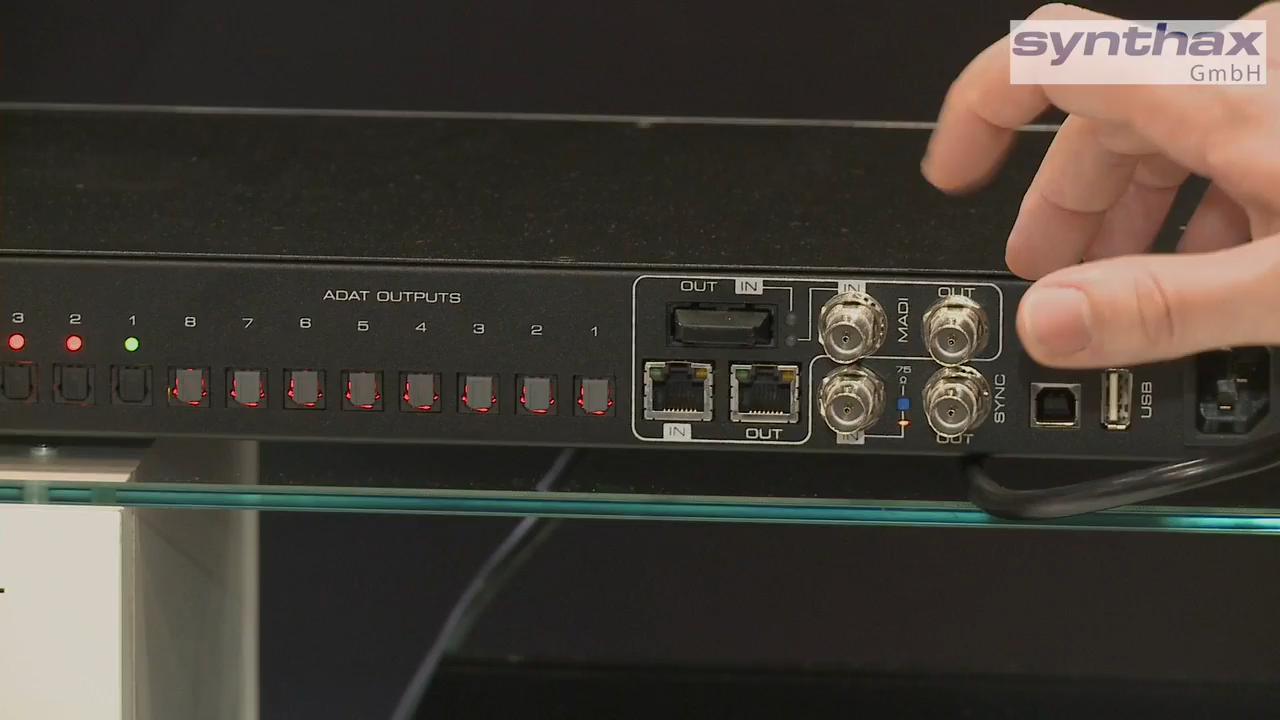 synthax
GmbH
ADAT OUTPUTS
3 2 1 8 7 6 5 4 3 2 1
OUT IN
IN
MADI
OUT
75
SYNC
IN
OUT
IN
OUT
USB